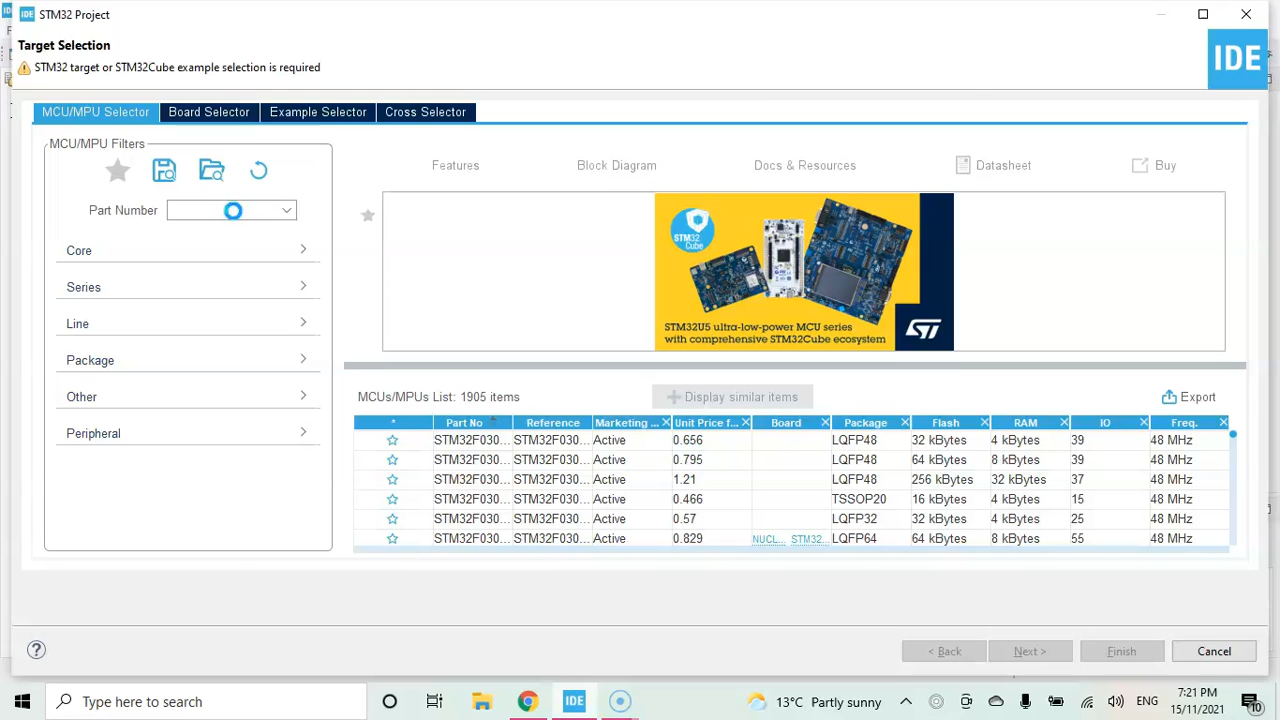 IDE STM32 Project
Target Selection
STM32 target or STM32Cube example selection is required
IDE
MCU/MPU Selector Board Selector Example Selector Cross Selector
MCU/MPU Filters
Part Number
Core
Series
Line
Package
Other
Peripheral
Features Block Diagram Docs & Resources Datasheet Buy
STM32
Cube
STM32U5 ultra-low-power MCU series
with comprehensive STM32Cube ecosystem
ST
MCUs/MPUs List: 1905 items
Display similar items
Export
* Part No Reference Marketing ... Unit Price f... Board Package Flash RAM IO Freq.
STM32F030... STM32F030... Active 0.656 LQFP48 32 kBytes 4 kBytes 39 48 MHz
STM32F030... STM32F030... Active 0.795 LQFP48 64 kBytes 8 kBytes 39 48 MHz
STM32F030... STM32F030... Active 1.21 LQFP48 256 kBytes 32 kBytes 37 48 MHz
STM32F030... STM32F030... Active 0.466 TSSOP20 16 kBytes 4 kBytes 15 48 MHz
STM32F030... STM32F030... Active 0.57 LQFP32 32 kBytes 4 kBytes 25 48 MHz
STM32F030... STM32F030... Active 0.829 NUCL... STM32... LQFP64 64 kBytes 8 kBytes 55 48 MHz
? < Back Next > Finish Cancel
Type here to search
IDE
13°C Partly sunny
ENG
7:21 PM
15/11/2021
10